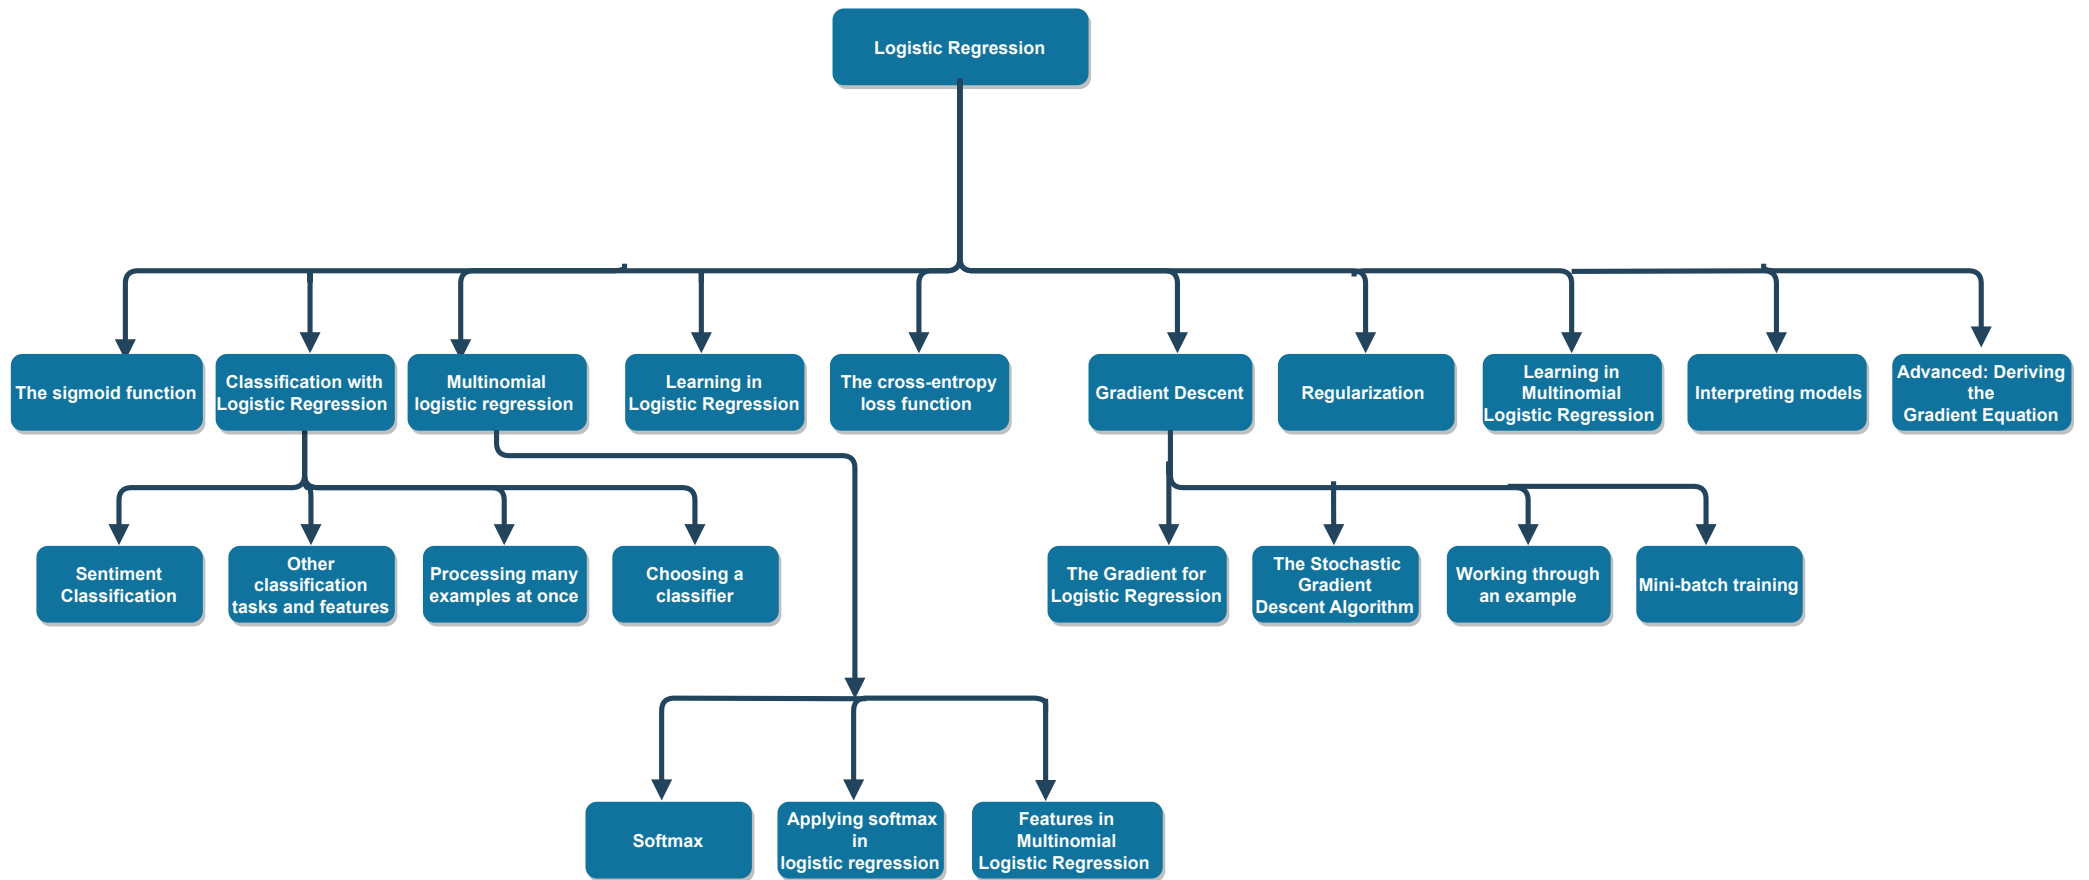 Logistic Regression
The sigmoid function
Classification with
Logistic Regression
Multinomial
logistic regression
Learning in
Logistic Regression
The cross-entropy
loss function
Gradient Descent
Regularization
Learning in
Multinomial
Logistic Regression
Interpreting models
Advanced: Deriving
the
Gradient Equation
Sentiment
Classification
Other
classification
tasks and features
Processing many
examples at once
Choosing a
classifier
The Gradient for
Logistic Regression
The Stochastic
Gradient
Descent Algorithm
Working through
an example
Mini-batch training
Softmax
Applying softmax
in
logistic regression
Features in
Multinomial
Logistic Regression